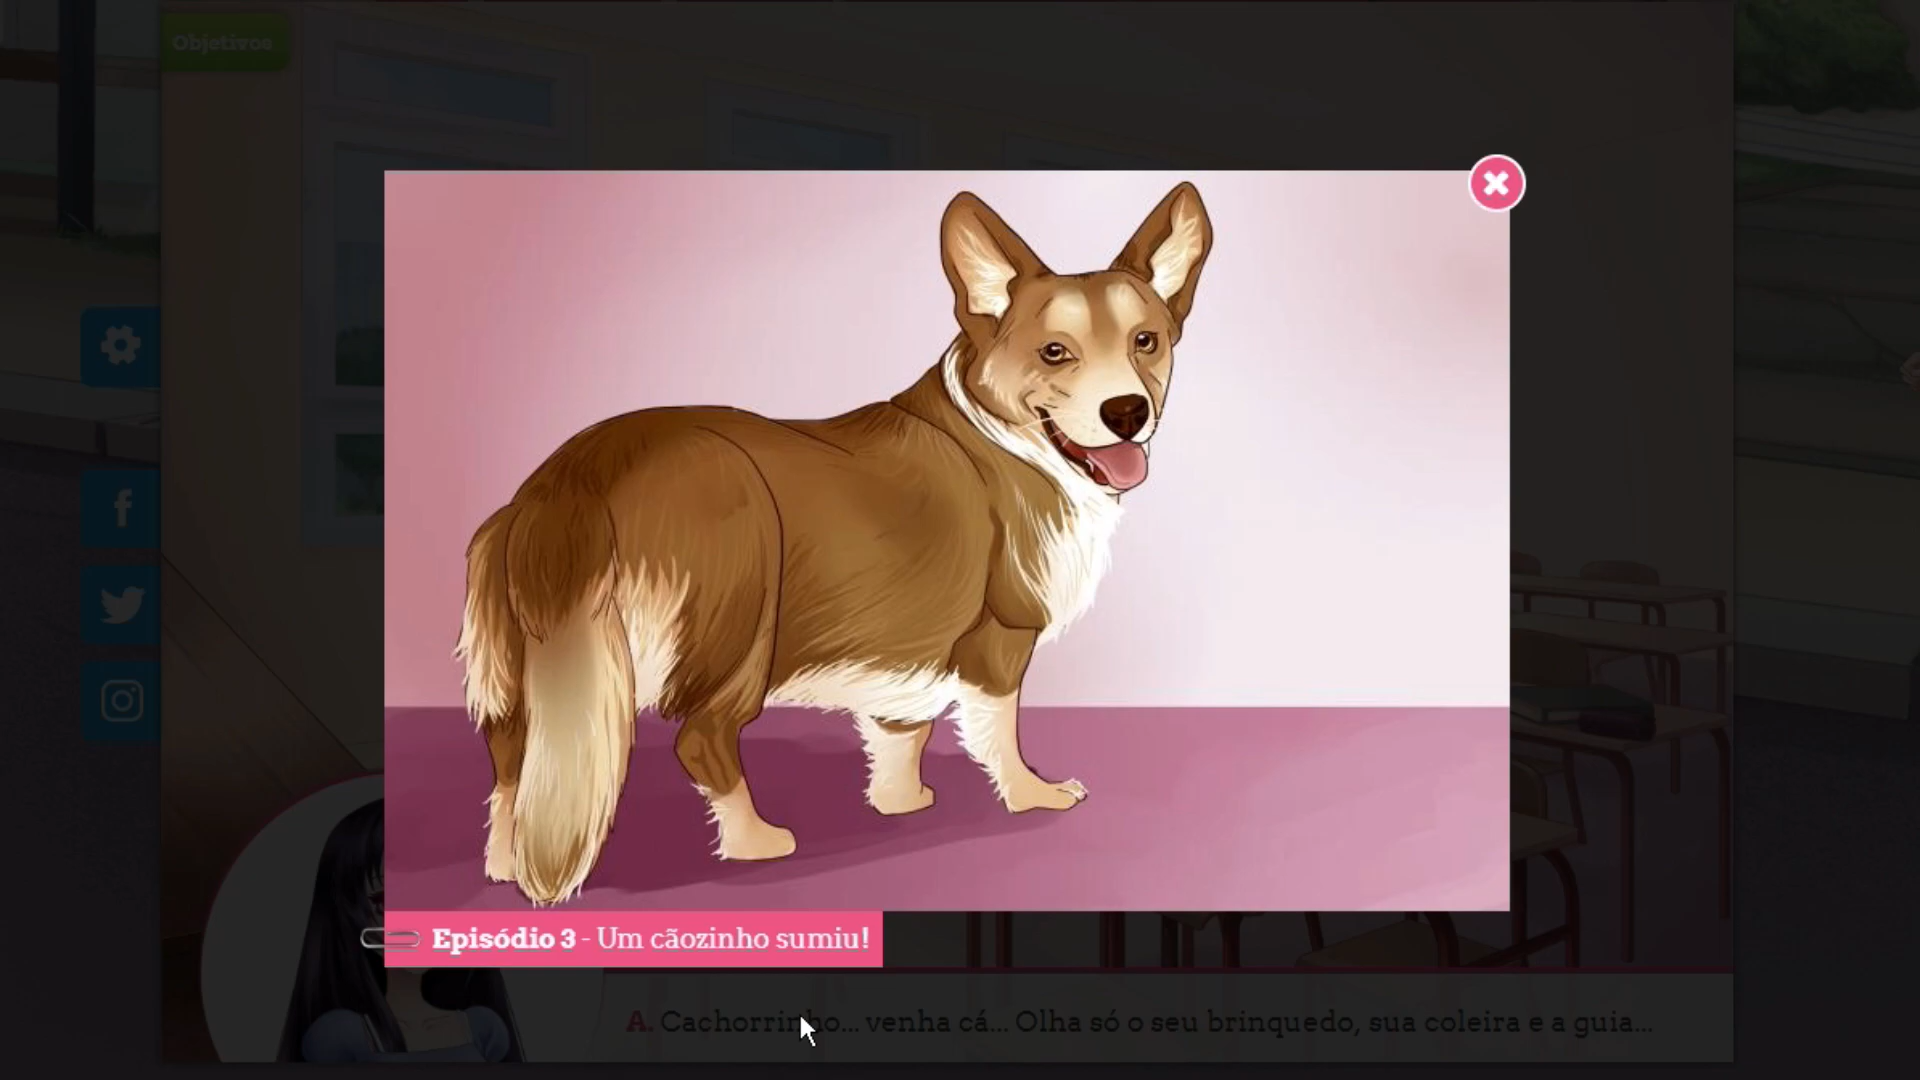 Objetivos
Episódio 3 - Um cãozinho sumiu!
A. Cachorrinho... venha cá... Olha só o seu brinquedo, sua coleira e a guia...